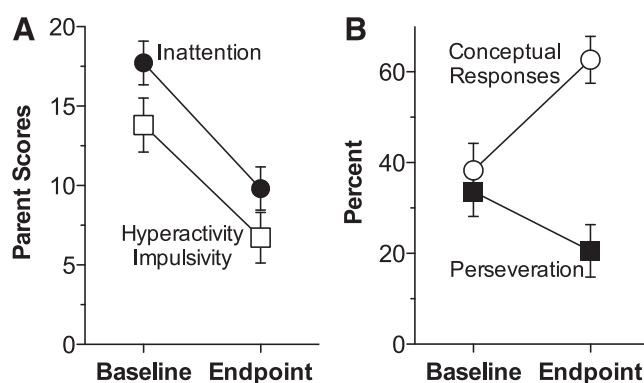 A
20
15
10
5
0
Parent Scores
Inattention
Hyperactivity
Impulsivity
Baseline Endpoint
B
60
40
20
0
Percent
Conceptual
Responses
Perseveration
Baseline Endpoint